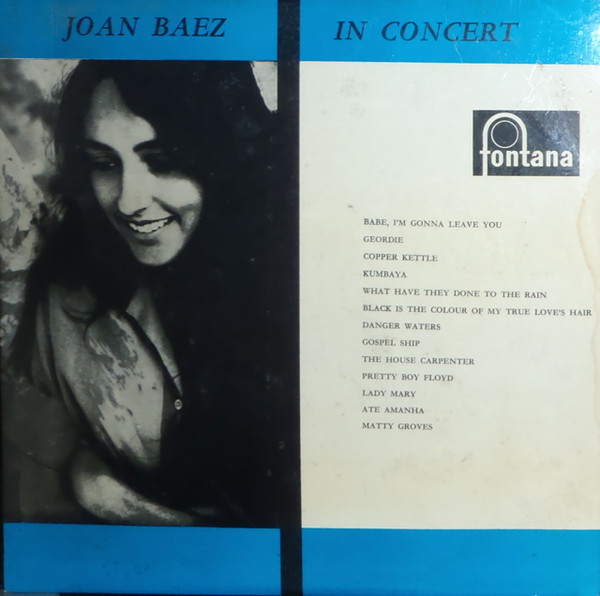 JOAN BAEZ IN CONCERT
fontana
BABE, I'M GONNA LEAVE YOU
GEORDIE
COPPER KETTLE
KUMBAYA
WHAT HAVE THEY DONE TO THE RAIN
BLACK IS THE COLOUR OF MY TRUE LOVE'S HAIR
DANGER WATERS
GOSPEL SHIP
THE HOUSE CARPENTER
PRETTY BOY FLOYD
LADY MARY
ATE AMANHA
MATTY GROVES